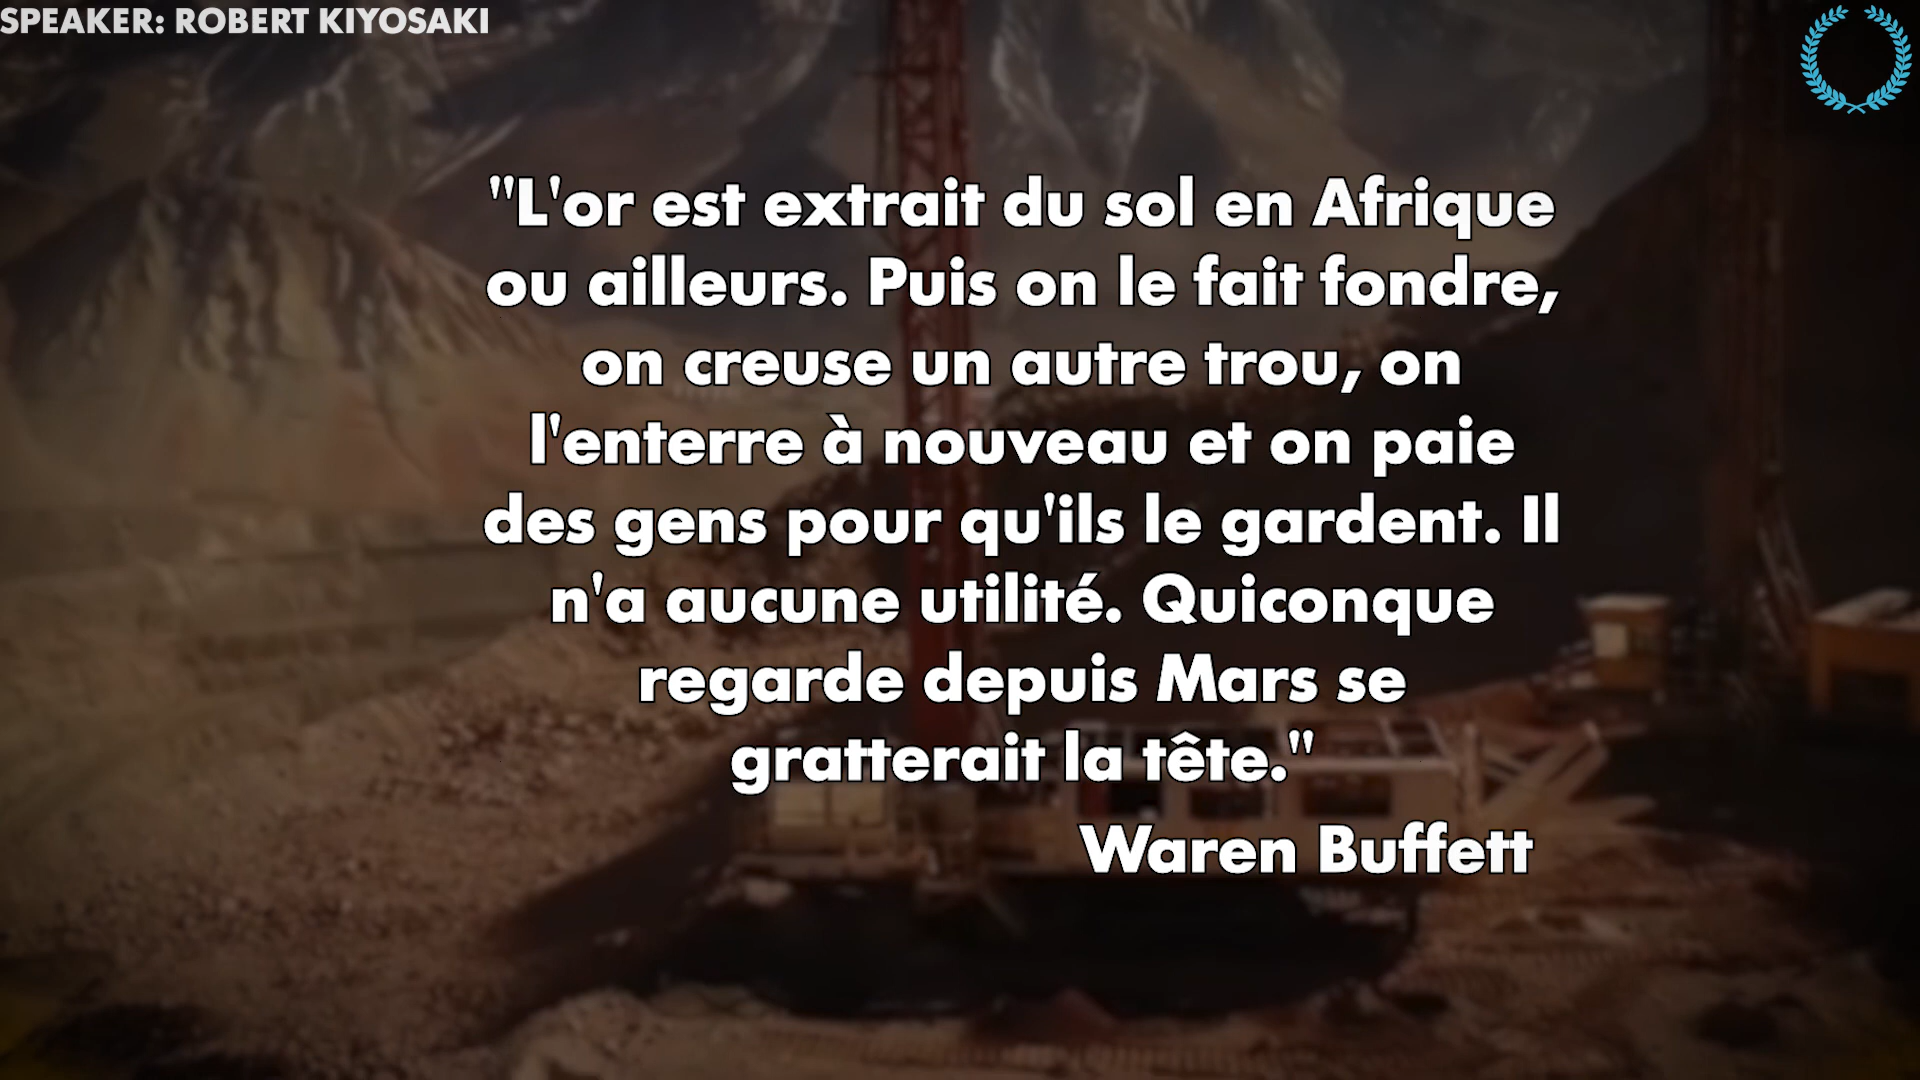 SPEAKER: ROBERT KIYOSAKI
"L'or est extrait du sol en Afrique
ou ailleurs. Puis on le fait fondre,
on creuse un autre trou, on
l'enterre à nouveau et on paie
des gens pour qu'ils le gardent. Il
n'a aucune utilité. Quiconque
regarde depuis Mars se
gratterait la tête."
Waren Buffett